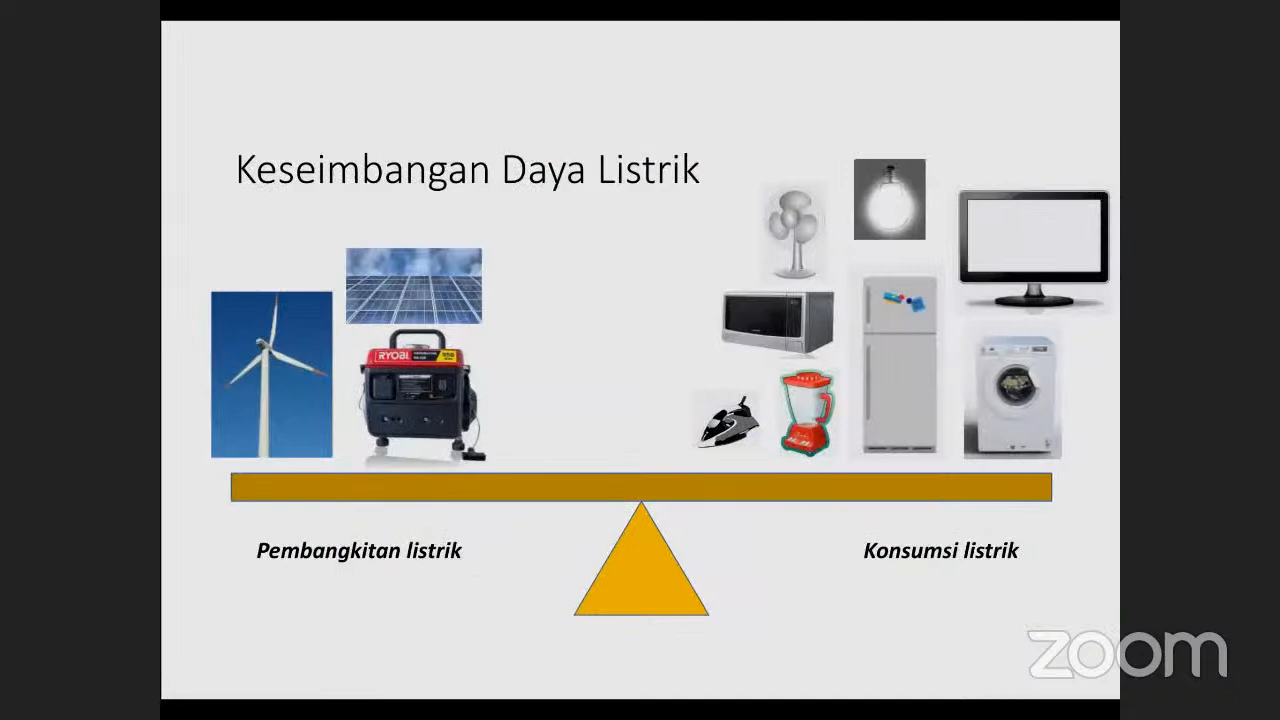 Keseimbangan Daya Listrik
RYOBI
Pembangkitan listrik
Konsumsi listrik
zoom